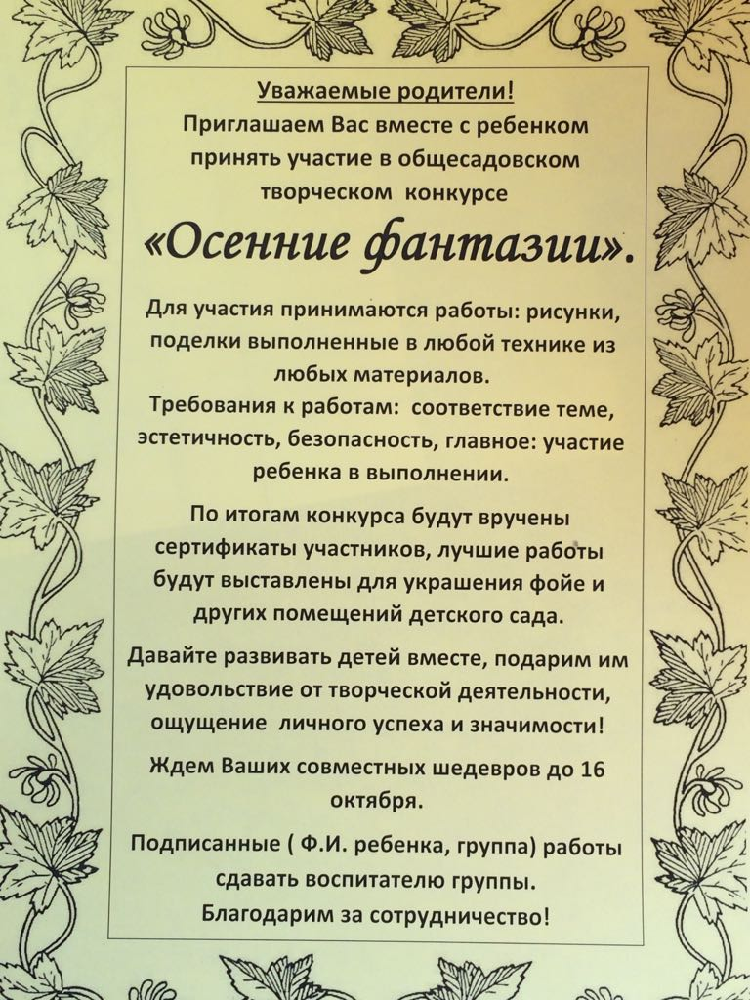 Уважаемые родители!
Приглашаем Вас вместе с ребенком
принять участие в общесадовском
творческом конкурсе
«Осенние фантазии».
Для участия принимаются работы: рисунки,
поделки выполненные в любой технике из
любых материалов.
Требования к работам: соответствие теме,
эстетичность, безопасность, главное: участие
ребенка в выполнении.
По итогам конкурса будут вручены
сертификаты участников, лучшие работы
будут выставлены для украшения фойе и
других помещений детского сада.
Давайте развивать детей вместе, подарим им
удовольствие от творческой деятельности,
ощущение личного успеха и значимости!
Ждем Ваших совместных шедевров до 16
октября.
Подписанные ( Ф.И. ребенка, группа) работы
сдавать воспитателю группы.
Благодарим за сотрудничество!